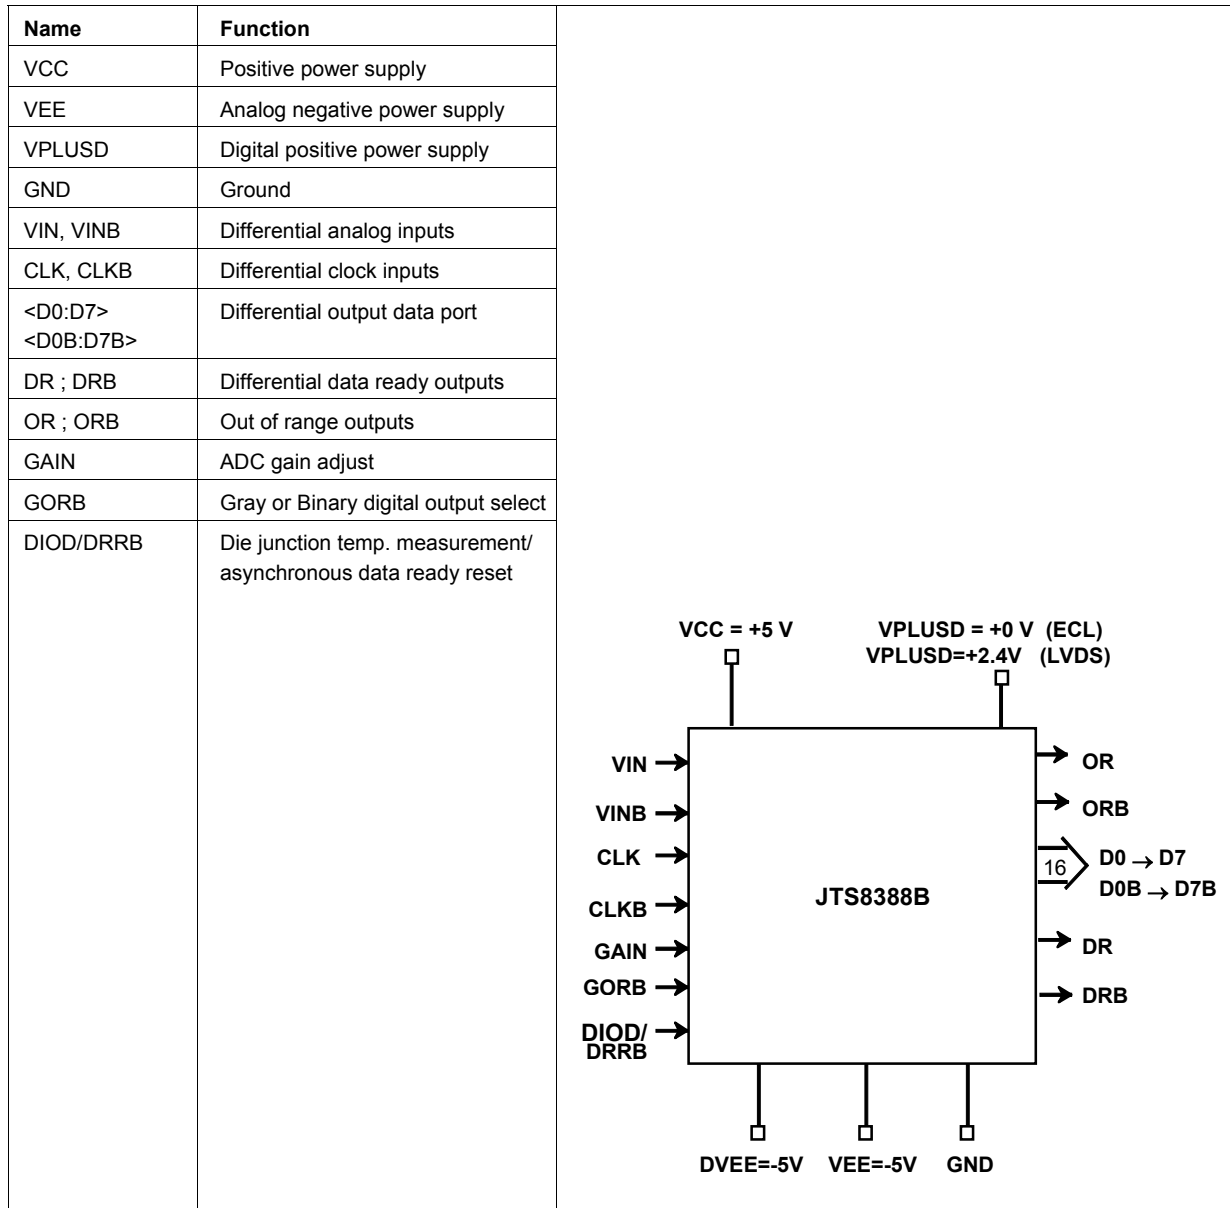 Name Function
VCC Positive power supply
VEE Analog negative power supply
VPLUSD Digital positive power supply
GND Ground
VIN, VINB Differential analog inputs
CLK, CLKB Differential clock inputs
<D0:D7> Differential output data port
<D0B:D7B>
DR ; DRB Differential data ready outputs
OR ; ORB Out of range outputs
GAIN ADC gain adjust
GORB Gray or Binary digital output select
DIOD/DRRB Die junction temp. measurement/
asynchronous data ready reset
VCC = +5 V VPLUSD = +0 V (ECL)
VPLUSD=+2.4V (LVDS)
VIN
VINB
CLK
CLKB
GAIN
GORB
DIOD/
DRRB
JTS8388B
OR
ORB
16 D0 → D7
D0B → D7B
DR
DRB
DVEE=-5V VEE=-5V GND